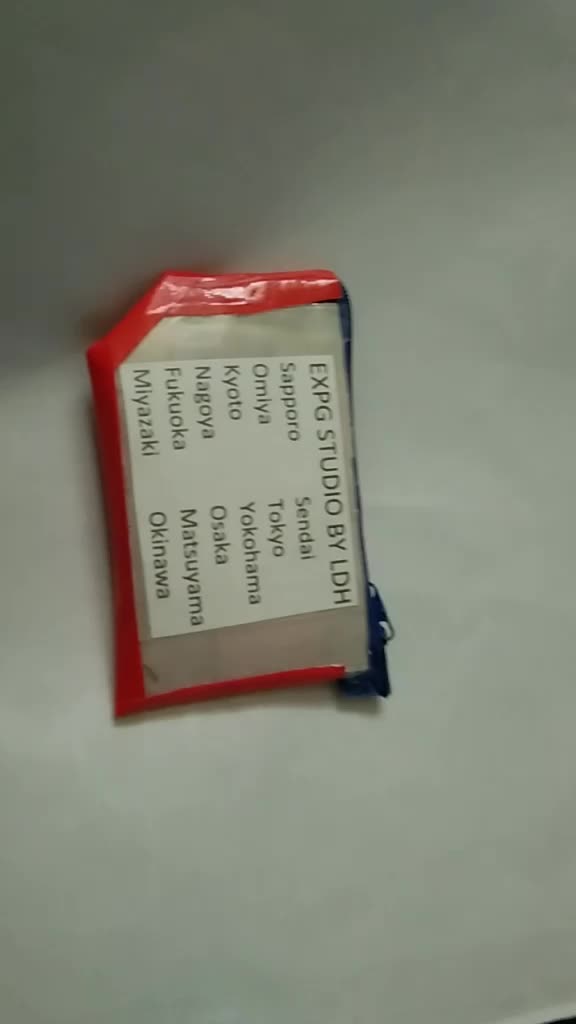 EXPG STUDIO BY LDH
Sapporo Sendai
Omiya Tokyo
Kyoto Yokohama
Nagoya Osaka
Fukuoka Matsuyama
Miyazaki Okinawa